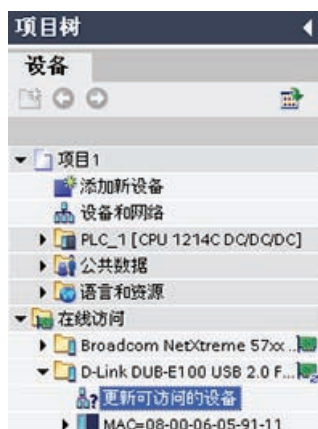 项目树
设备
项目1
添加新设备
设备和网络
PLC_1 [CPU 1214C DC/DC/DC]
公共数据
语言和资源
在线访问
Broadcom NetXtreme 57xx ...
D-Link DUB-E100 USB 2.0 F...
更新可访问的设备
MAC=08-00-06-05-91-11